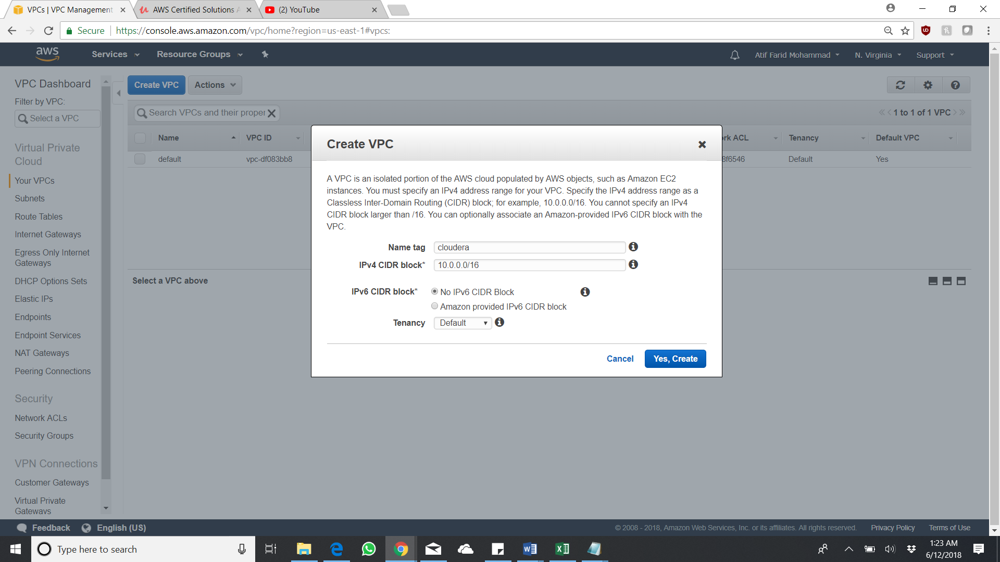 VPCs | VPC Management
AWS Certified Solutions A
(2) YouTube
Secure
https://console.aws.amazon.com/vpc/home?region=us-east-1#vpcs:
aws
Services
Resource Groups
Atif Farid Mohammad
N. Virginia
Support
VPC Dashboard
Filter by VPC:
Select a VPC
Virtual Private
Cloud
Your VPCs
Subnets
Route Tables
Internet Gateways
Egress Only Internet
Gateways
DHCP Options Sets
Elastic IPs
Endpoints
Endpoint Services
NAT Gateways
Peering Connections
Security
Network ACLs
Security Groups
VPN Connections
Customer Gateways
Virtual Private
Gateways
Create VPC
Actions
Search VPCs and their proper
1 to 1 of 1 VPC
Name
VPC ID
rk ACL
Tenancy
Default VPC
default
vpc-df083bb8
8f6546
Default
Yes
Select a VPC above
Create VPC
A VPC is an isolated portion of the AWS cloud populated by AWS objects, such as Amazon EC2
instances. You must specify an IPv4 address range for your VPC. Specify the IPv4 address range as a
Classless Inter-Domain Routing (CIDR) block; for example, 10.0.0.0/16. You cannot specify an IPv4
CIDR block larger than /16. You can optionally associate an Amazon-provided IPv6 CIDR block with the
VPC.
Name tag
cloudera
IPv4 CIDR block*
10.0.0.0/16
IPv6 CIDR block*
No IPv6 CIDR Block
Amazon provided IPv6 CIDR block
Tenancy
Default
Cancel
Yes, Create
Feedback
English (US)
© 2008 - 2018, Amazon Web Services, Inc. or its affiliates. All rights reserved.
Privacy Policy
Terms of Use
Type here to search
1:23 AM
6/12/2018